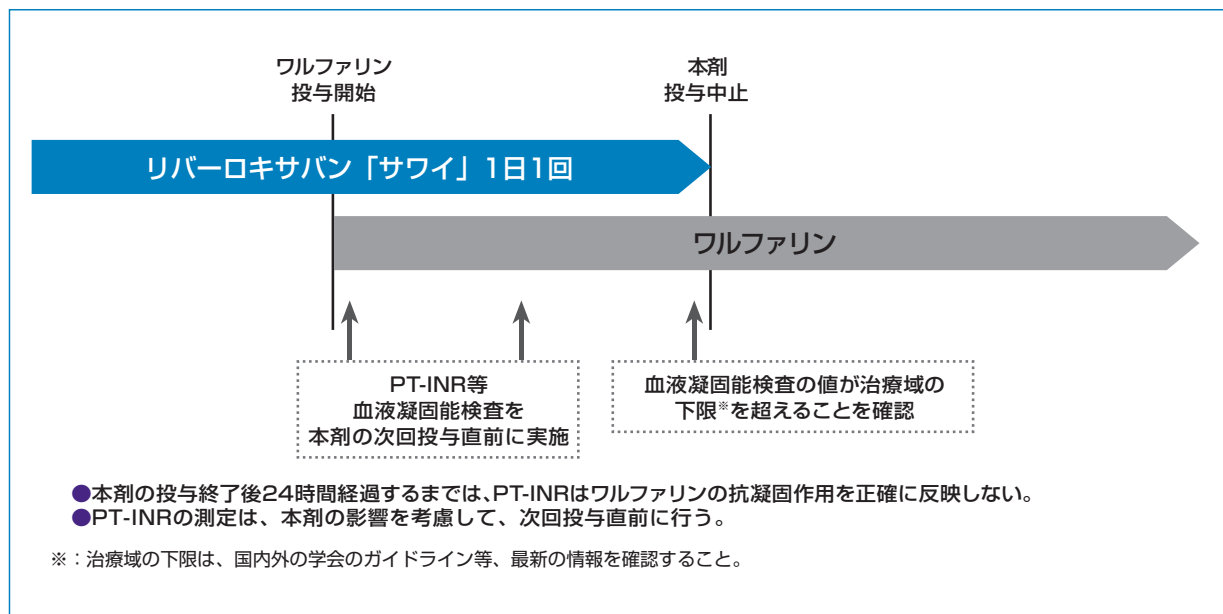 ワルファリン
投与開始
本剤
投与中止
リバーロキサバン「サワイ」1日1回
ワルファリン
PT-INR等
血液凝固能検査を
本剤の次回投与直前に実施
血液凝固能検査の値が治療域の
下限※を超えることを確認
●本剤の投与終了後24時間経過するまでは、PT-INRはワルファリンの抗凝固作用を正確に反映しない。
●PT-INRの測定は、本剤の影響を考慮して、次回投与直前に行う。
※：治療域の下限は、国内外の学会のガイドライン等、最新の情報を確認すること。